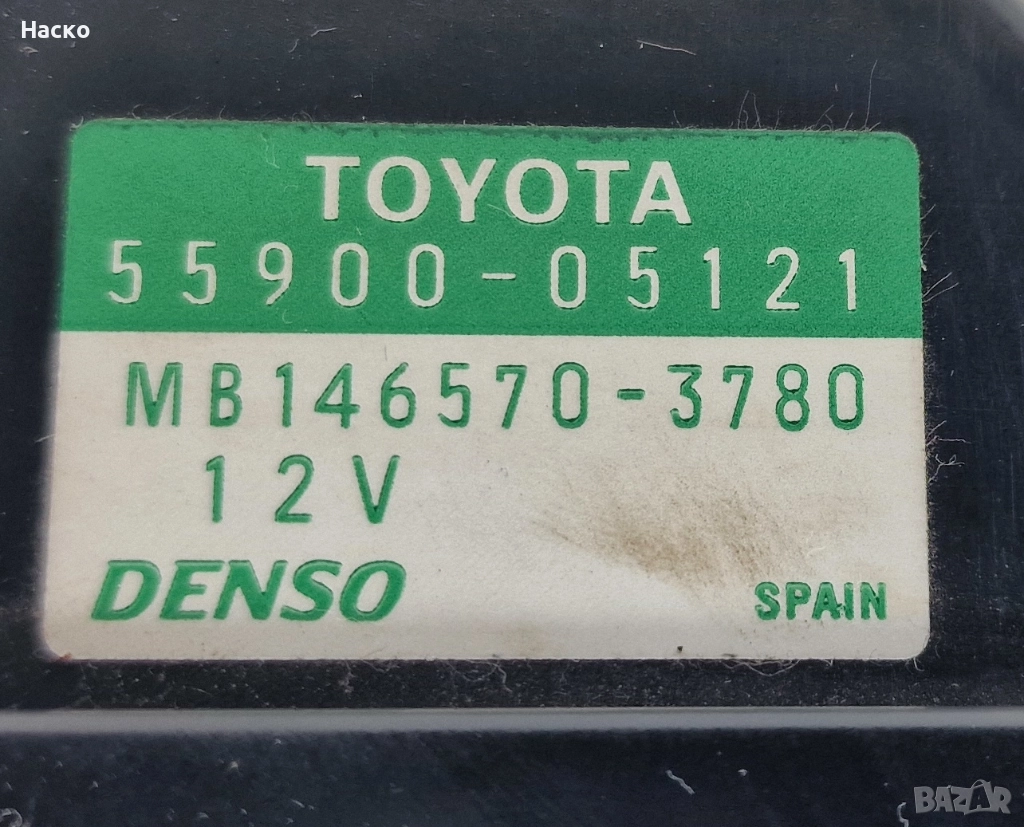 Наско
TOYOTA
55900-05121
MB146570-3780
12V
DENSO
SPAIN
BAZAR